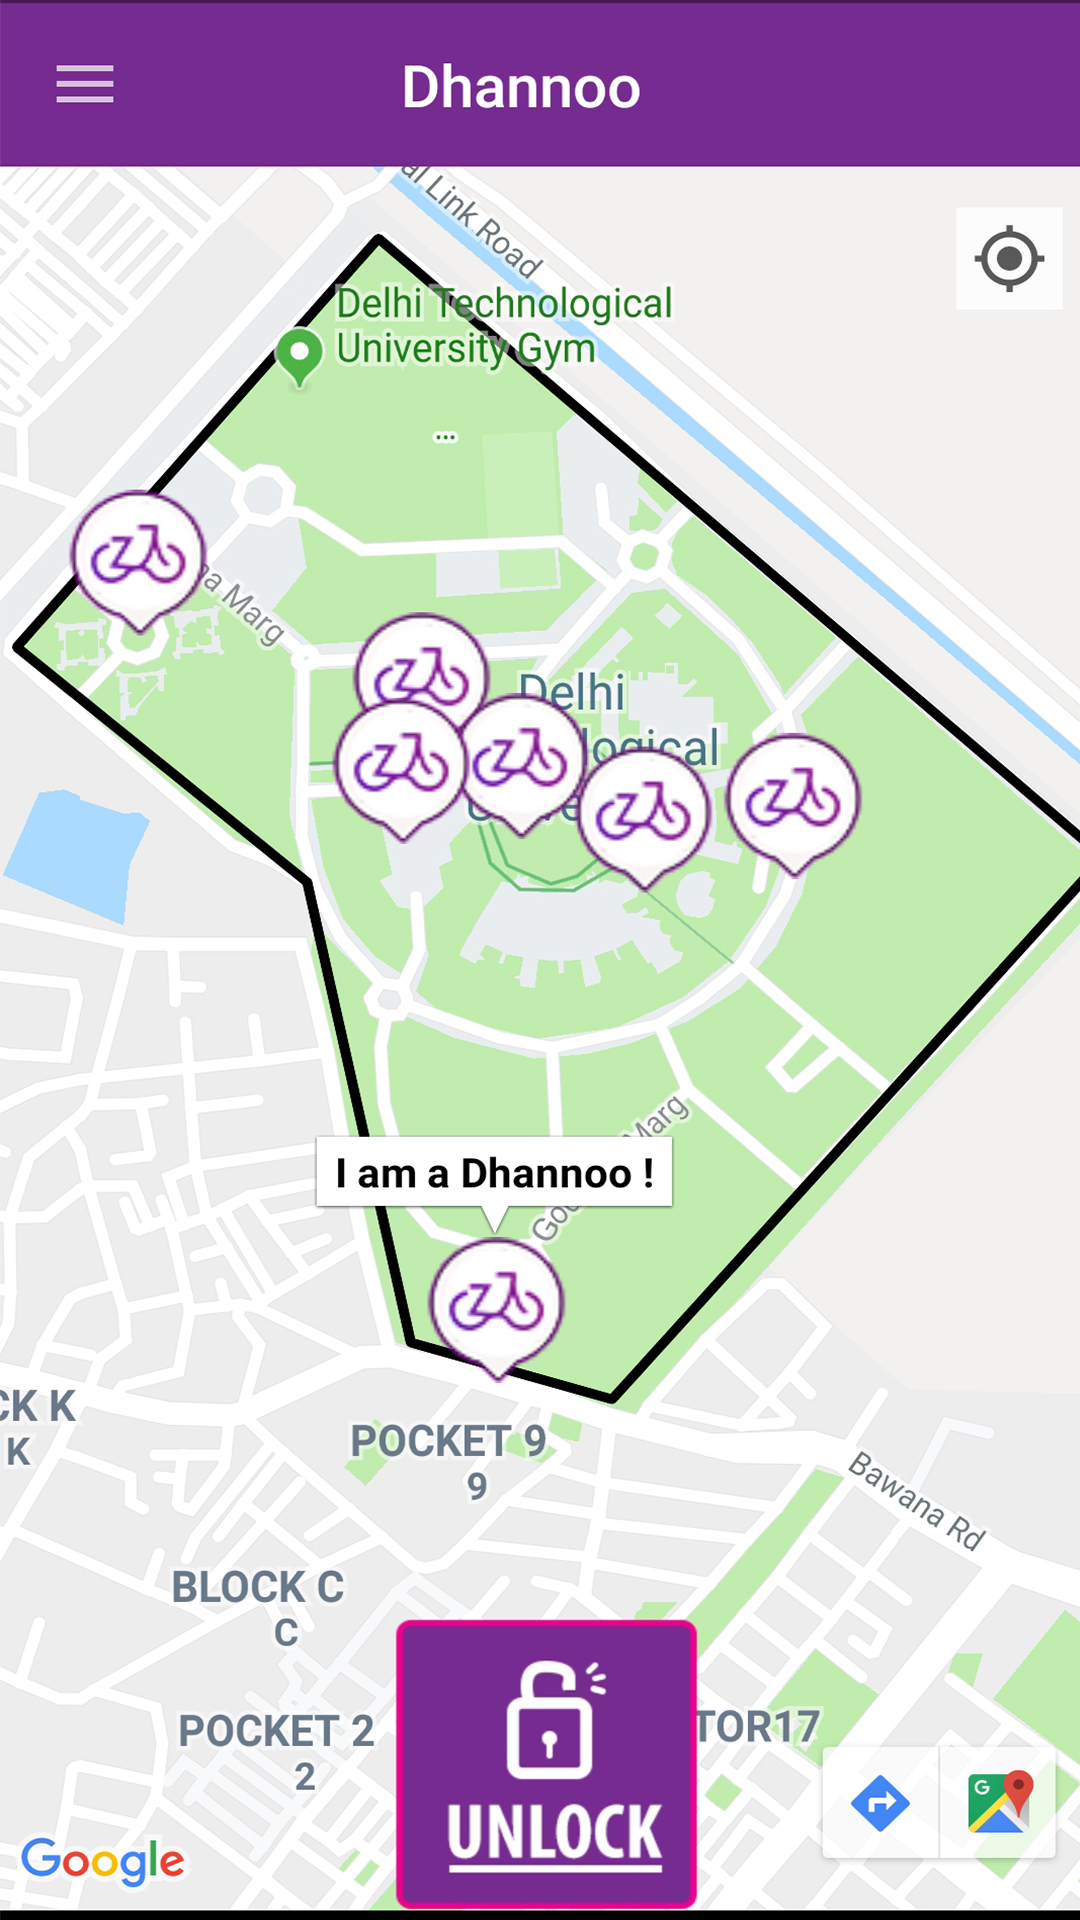 Dhannoo
al Link Road
Delhi Technological
University Gym
...
na Marg
Delhi
logical
I am a Dhannoo !
Marg
CK K
K
POCKET 9
9
Bawana Rd
BLOCK C
C
POCKET 2
2
TOR17
UNLOCK
G
Google